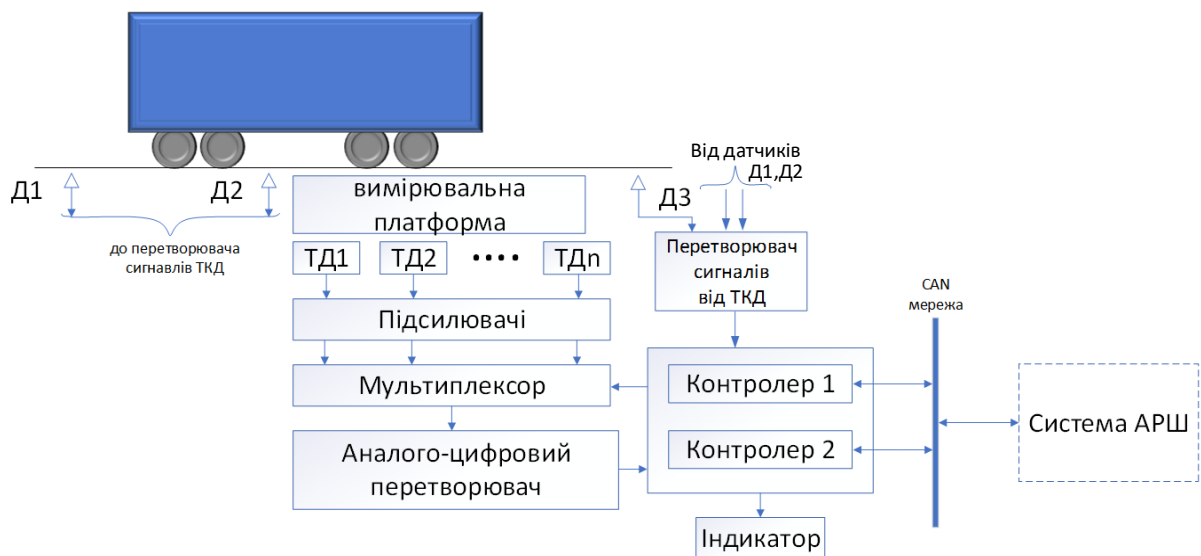 Від датчиків
Д1,Д2
Д1
Д2
Д3
вимірювальна
платформа
до перетворювача
сигнавлів ТКД
ТД1
ТД2
••••
ТДn
Перетворювач
сигналів
від ТКД
CAN
мережа
Підсилювачі
Мультиплексор
Контролер 1
Контролер 2
Система АРШ
Аналого-цифровий
перетворювач
Індикатор